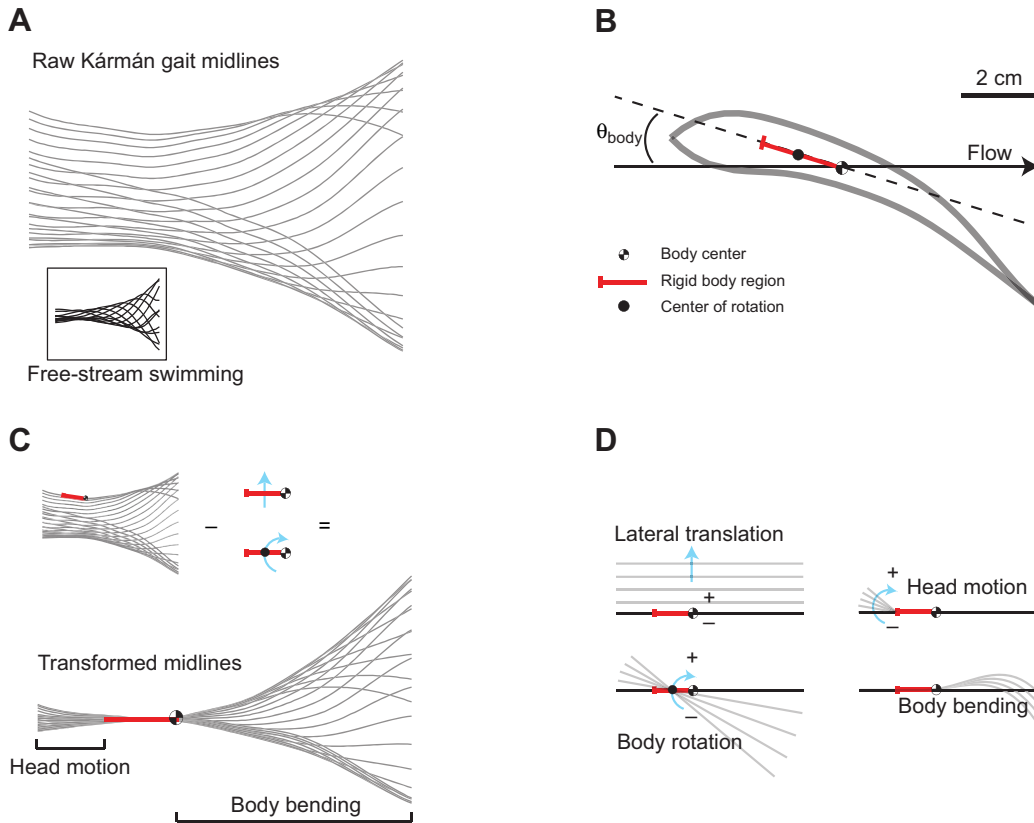 A
Raw Kármán gait midlines
Free-stream swimming
B
2 cm
θbody
Flow
Body center
Rigid body region
Center of rotation
C
–
=
Transformed midlines
Head motion
Body bending
D
Lateral translation
+
–
+
Head motion
–
+
–
Body rotation
Body bending